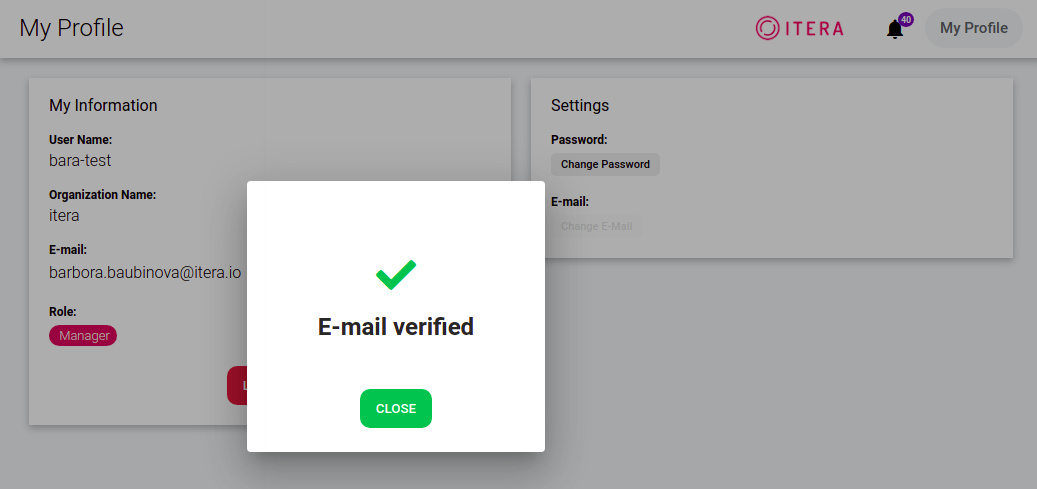 My Profile
ITERA
40
My Profile
My Information
User Name:
bara-test
Organization Name:
itera
E-mail:
barbora.baubinova@itera.io
Role:
Manager
Settings
Password:
Change Password
E-mail:
Change E-Mail
E-mail verified
CLOSE